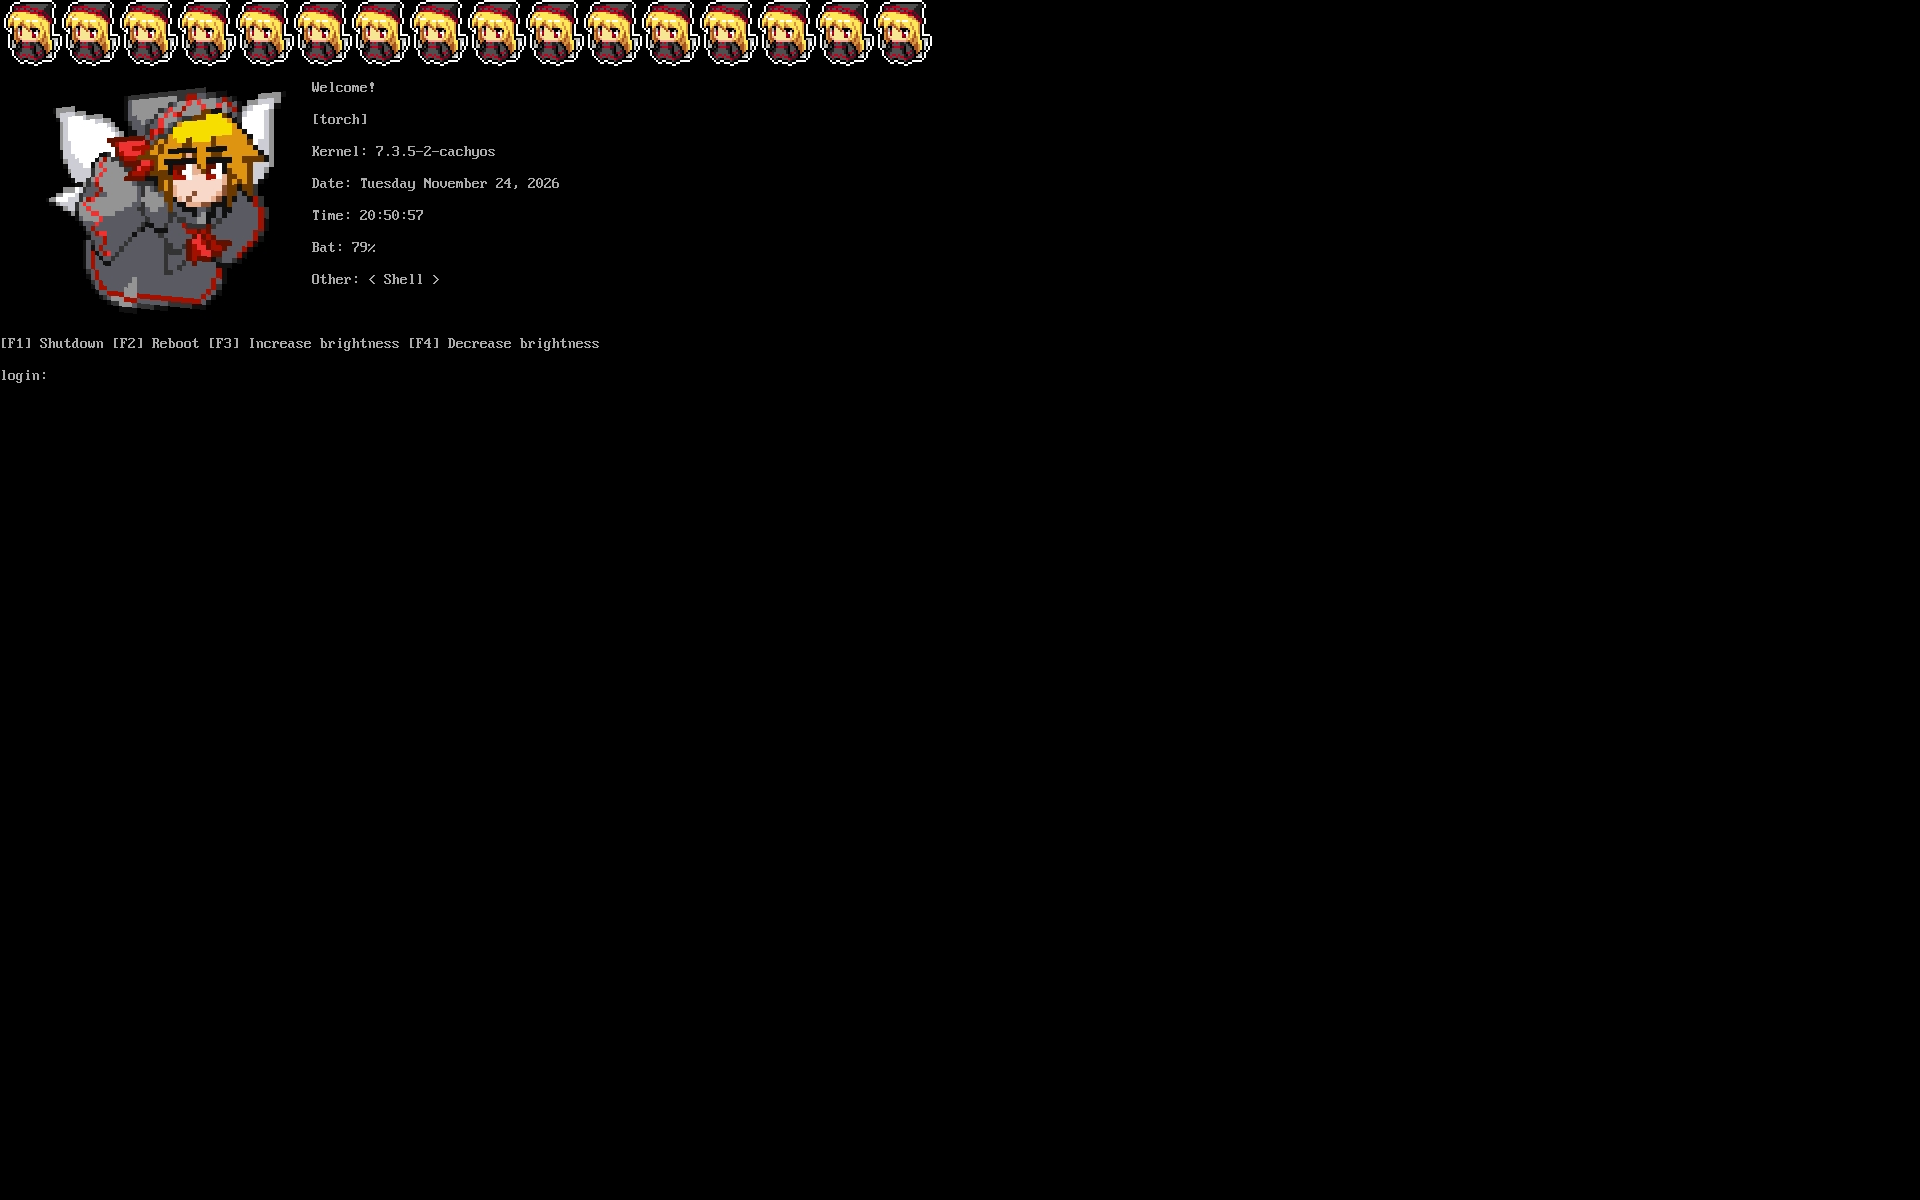 Welcome!
[torch]
Kernel: 7.3.5-2-cachyos
Date: Tuesday November 24, 2026
Time: 20:50:57
Bat: 79%
Other: < Shell >
[F1] Shutdown [F2] Reboot [F3] Increase brightness [F4] Decrease brightness
login: